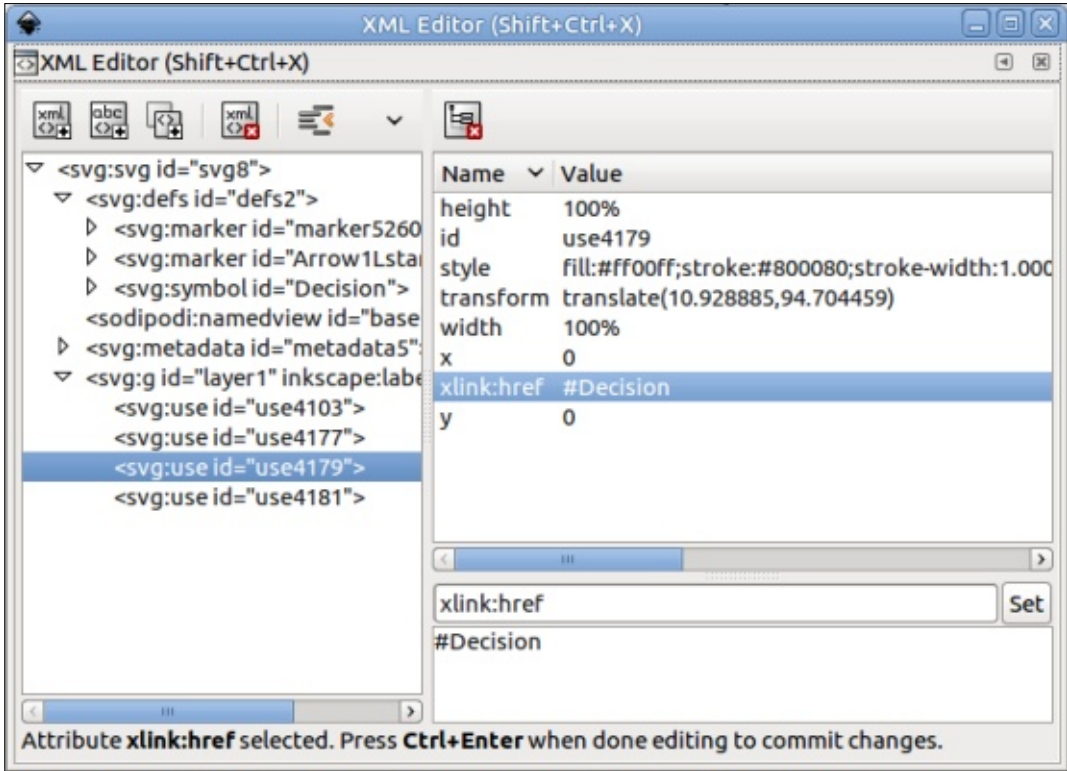 XML Editor (Shift+Ctrl+X)
XML Editor (Shift+Ctrl+X)
xml abc xml
<svg:svg id="svg8">
<svg:defs id="defs2">
<svg:marker id="marker5260
<svg:marker id="Arrow1Lstar
<svg:symbol id="Decision">
<sodipodi:namedview id="base
<svg:metadata id="metadata5">
<svg:g id="layer1" inkscape:labe
<svg:use id="use4103">
<svg:use id="use4177">
<svg:use id="use4179">
<svg:use id="use4181">
Name Value
height 100%
id use4179
style fill:#ff00ff;stroke:#800080;stroke-width:1.000
transform translate(10.928885,94.704459)
width 100%
x 0
xlink:href #Decision
y 0
xlink:href Set
#Decision
Attribute xlink:href selected. Press Ctrl+Enter when done editing to commit changes.